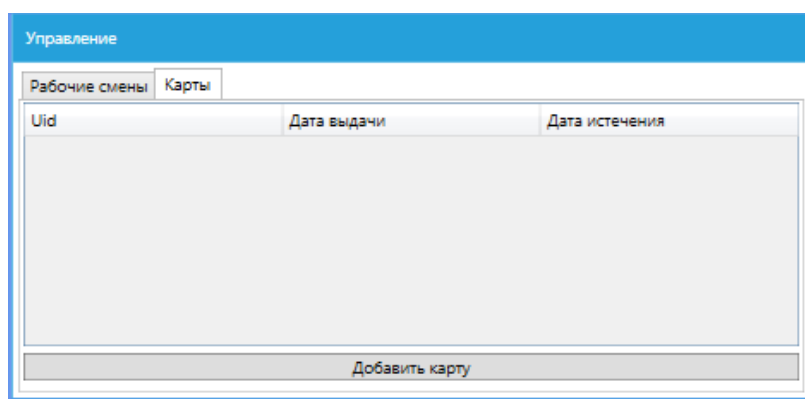 Управление
Рабочие смены Карты
Uid Дата выдачи Дата истечения
Добавить карту